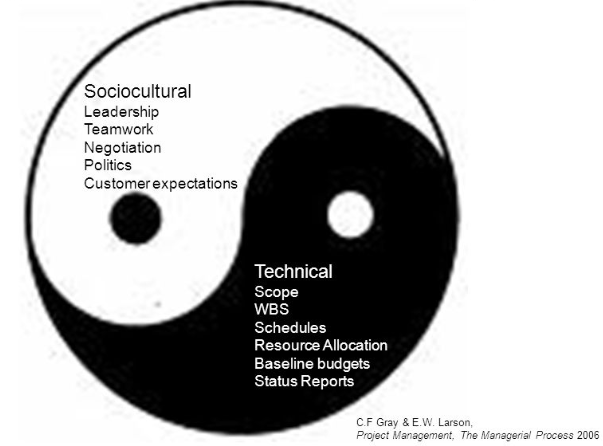 Sociocultural
Leadership
Teamwork
Negotiation
Politics
Customer expectations
Technical
Scope
WBS
Schedules
Resource Allocation
Baseline budgets
Status Reports
C.F Gray & E.W. Larson,
Project Management, The Managerial Process 2006